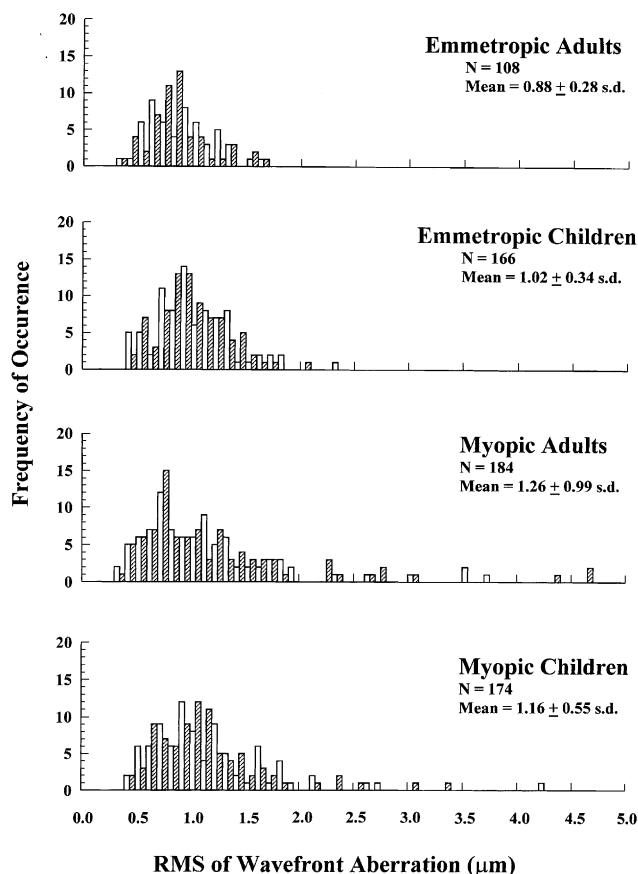 20
15
10
5
0
Emmetropic Adults
N = 108
Mean = 0.88 ± 0.28 s.d.
20
15
10
5
0
Emmetropic Children
N = 166
Mean = 1.02 ± 0.34 s.d.
Frequency of Occurence
20
15
10
5
0
Myopic Adults
N = 184
Mean = 1.26 ± 0.99 s.d.
20
15
10
5
0
Myopic Children
N = 174
Mean = 1.16 ± 0.55 s.d.
0.0 0.5 1.0 1.5 2.0 2.5 3.0 3.5 4.0 4.5 5.0
RMS of Wavefront Aberration (μm)